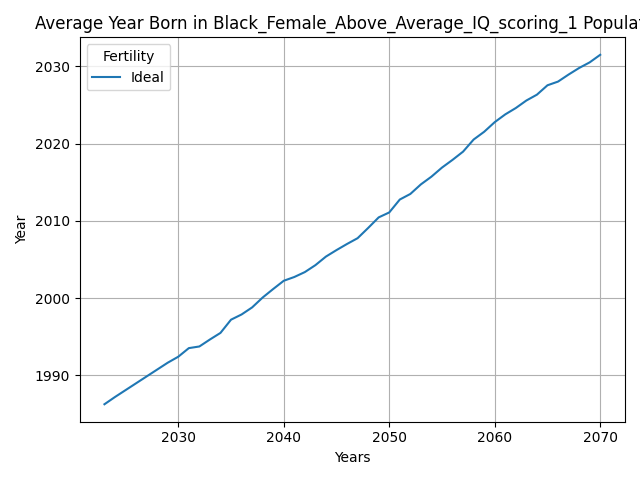 Average Year Born in Black_Female_Above_Average_IQ_scoring_1 Popula
Fertility
Ideal
2030
2020
2010
2000
1990
Year
2030 2040 2050 2060 2070
Years